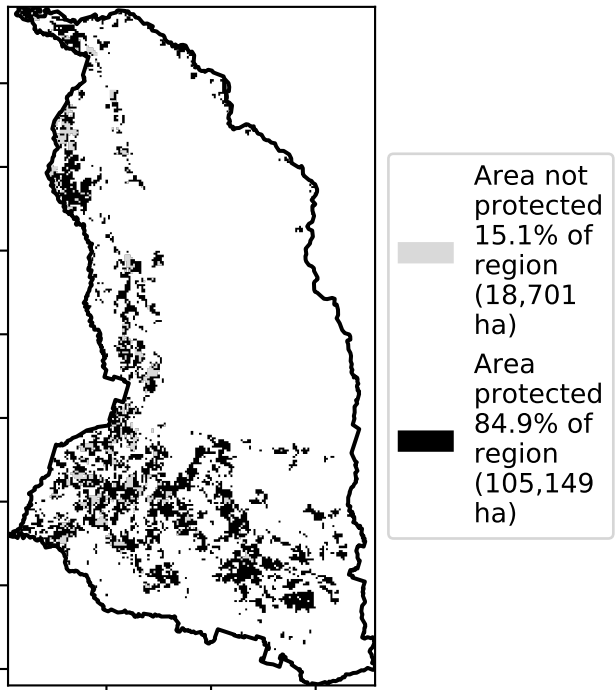 Area not
protected
15.1% of
region
(18,701
ha)
Area
protected
84.9% of
region
(105,149
ha)